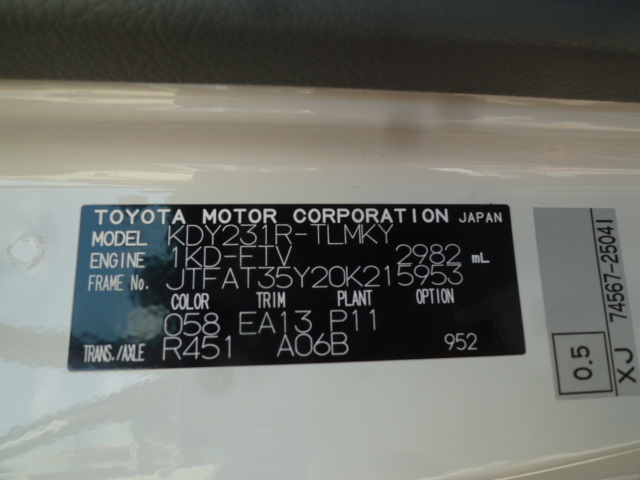 TOYOTA MOTOR CORPORATION JAPAN
MODEL KDY231R-TLMKY
ENGINE 1KD-FTV 2982 mL
FRAME No. JTFAT35Y20K215953
COLOR TRIM PLANT OPTION
058 EA13 P11
TRANS./AXLE R451 A06B 952
0.5
XJ 74567-25041